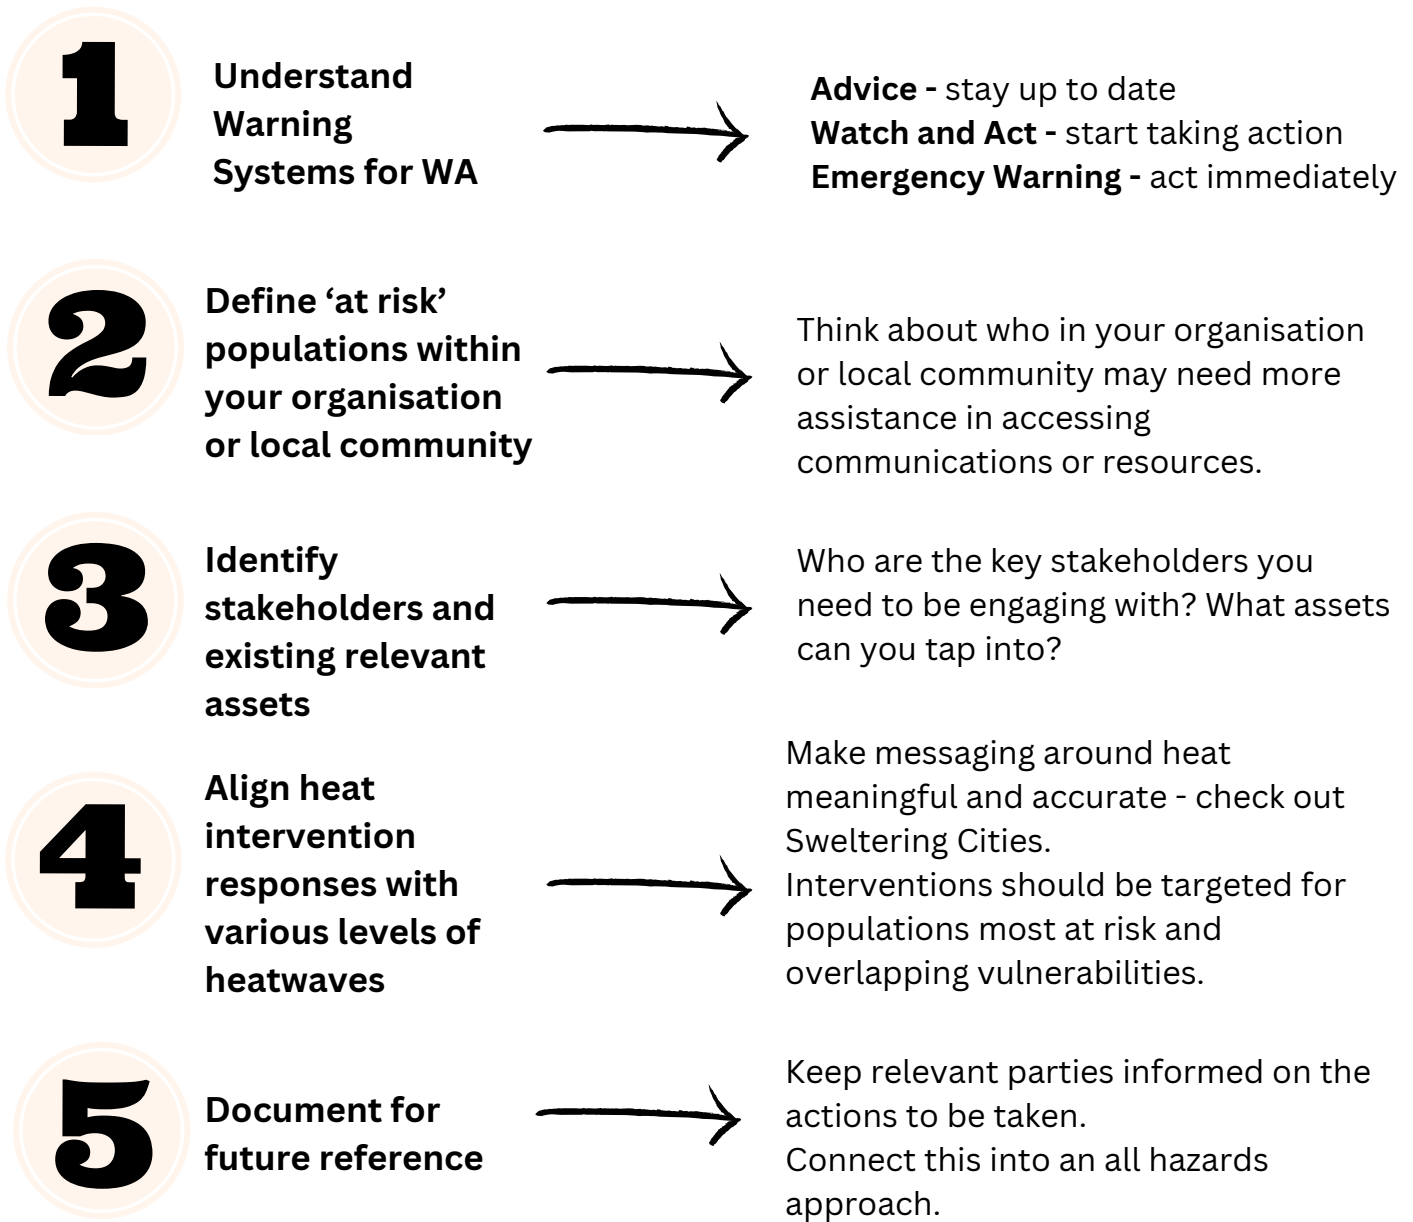 1
Understand
Warning
Systems for WA
Advice - stay up to date
Watch and Act - start taking action
Emergency Warning - act immediately
2
Define ‘at risk’
populations within
your organisation
or local community
Think about who in your organisation
or local community may need more
assistance in accessing
communications or resources.
3
Identify
stakeholders and
existing relevant
assets
Who are the key stakeholders you
need to be engaging with? What assets
can you tap into?
4
Align heat
intervention
responses with
various levels of
heatwaves
Make messaging around heat
meaningful and accurate - check out
Sweltering Cities.
Interventions should be targeted for
populations most at risk and
overlapping vulnerabilities.
5
Document for
future reference
Keep relevant parties informed on the
actions to be taken.
Connect this into an all hazards
approach.